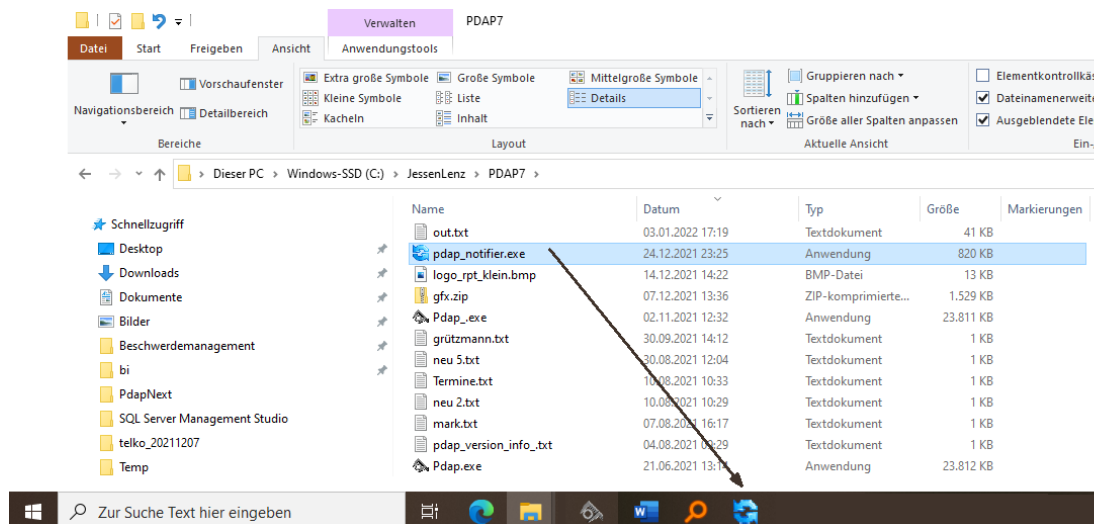 Verwalten PDAP7
Datei Start Freigeben Ansicht Anwendungstools
Navigationsbereich
Vorschaufenster
Detailbereich
Bereiche
Extra große Symbole Große Symbole Mittelgroße Symbole
Kleine Symbole Liste Details
Kacheln Inhalt
Layout
Sortieren
nach
Gruppieren nach
Spalten hinzufügen
Größe aller Spalten anpassen
Aktuelle Ansicht
Elementkontrollkäs
Dateinamenerweite
Ausgeblendete Ele
Ein-
Dieser PC > Windows-SSD (C:) > JessenLenz > PDAP7 >
Schnellzugriff
Desktop
Downloads
Dokumente
Bilder
Beschwerdemanagement
bi
PdapNext
SQL Server Management Studio
telko_20211207
Temp
Name Datum Typ Größe Markierungen
out.txt 03.01.2022 17:19 Textdokument 41 KB
pdap_notifier.exe 24.12.2021 23:25 Anwendung 820 KB
logo_rpt_klein.bmp 14.12.2021 14:22 BMP-Datei 13 KB
gfx.zip 07.12.2021 13:36 ZIP-komprimierte... 1.529 KB
Pdap_.exe 02.11.2021 12:32 Anwendung 23.811 KB
grützmann.txt 30.09.2021 14:12 Textdokument 1 KB
neu 5.txt 30.08.2021 12:04 Textdokument 1 KB
Termine.txt 10.08.2021 10:33 Textdokument 1 KB
neu 2.txt 10.08.2021 10:29 Textdokument 1 KB
mark.txt 07.08.2021 16:17 Textdokument 1 KB
pdap_version_info_.txt 04.08.2021 Textdokument 1 KB
Pdap.exe 21.06.2021 Anwendung 23.812 KB
Zur Suche Text hier eingeben